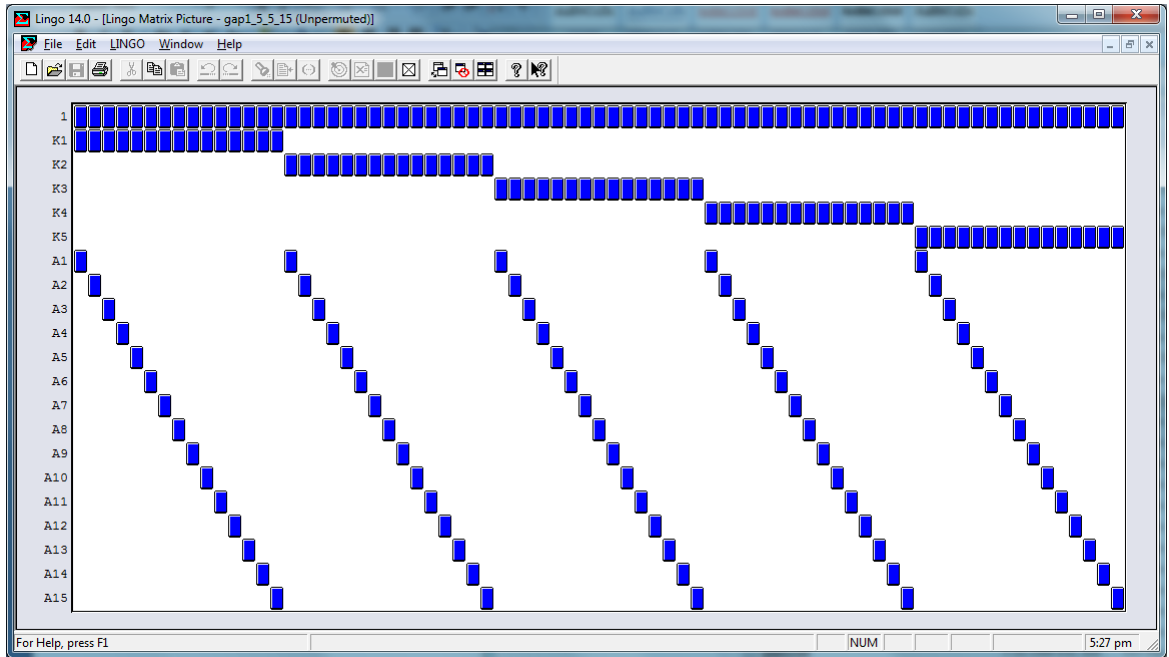 Lingo 14.0 - [Lingo Matrix Picture - gap1_5_5_15 (Unpermuted)]
File Edit LINGO Window Help
1
K1
K2
K3
K4
K5
A1
A2
A3
A4
A5
A6
A7
A8
A9
A10
A11
A12
A13
A14
A15
For Help, press F1 NUM 5:27 pm